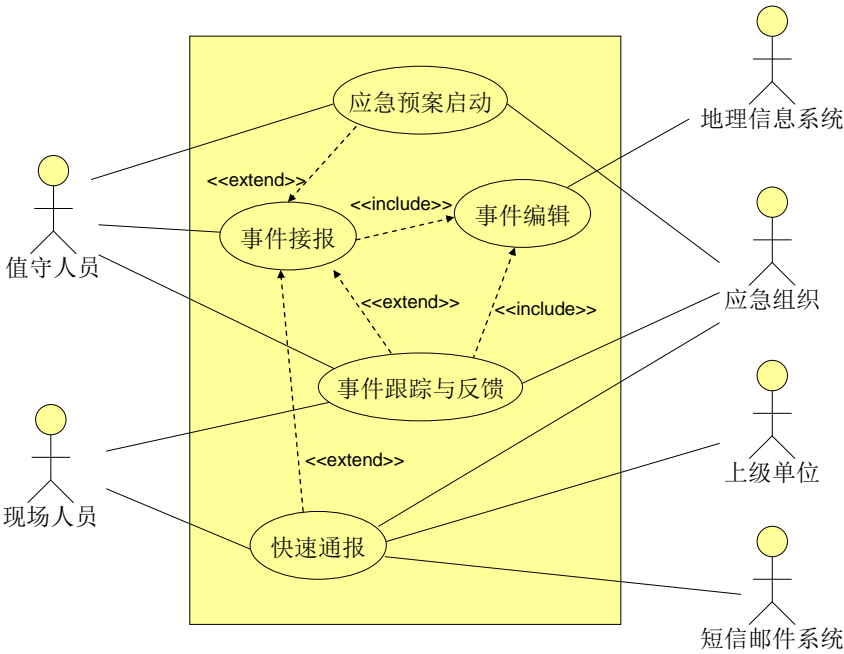 应急预案启动
地理信息系统
<<extend>>
<<include>>
事件编辑
事件接报
值守人员
<<extend>>
<<include>>
应急组织
事件跟踪与反馈
<<extend>>
上级单位
现场人员
快速通报
短信邮件系统